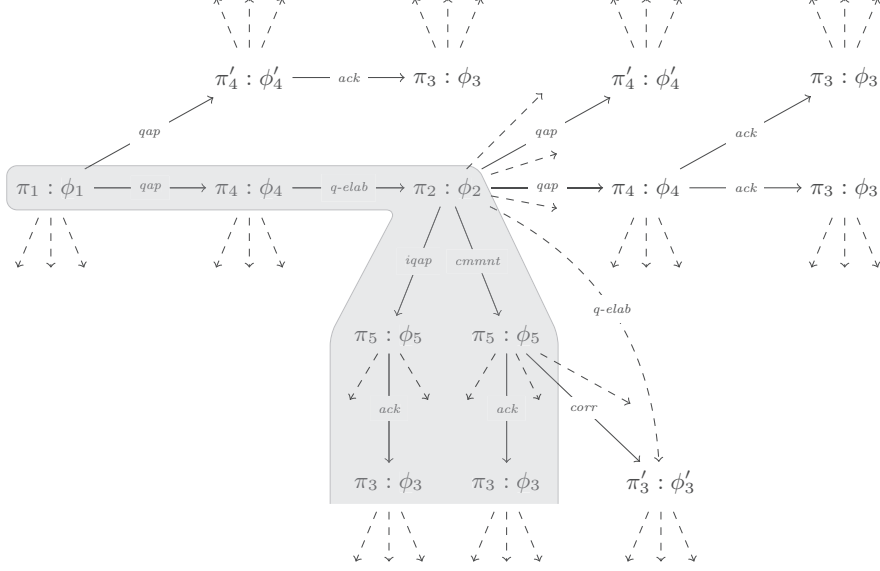 π′₄ : φ′₄ ack π₃ : φ₃ π′₄ : φ′₄ π₃ : φ₃
qap qap ack
π₁ : φ₁ qap π₄ : φ₄ q-elab π₂ : φ₂ qap π₄ : φ₄ ack π₃ : φ₃
iqap cmmnt
q-elab
π₅ : φ₅ π₅ : φ₅
ack ack corr
π₃ : φ₃ π₃ : φ₃ π′₃ : φ′₃